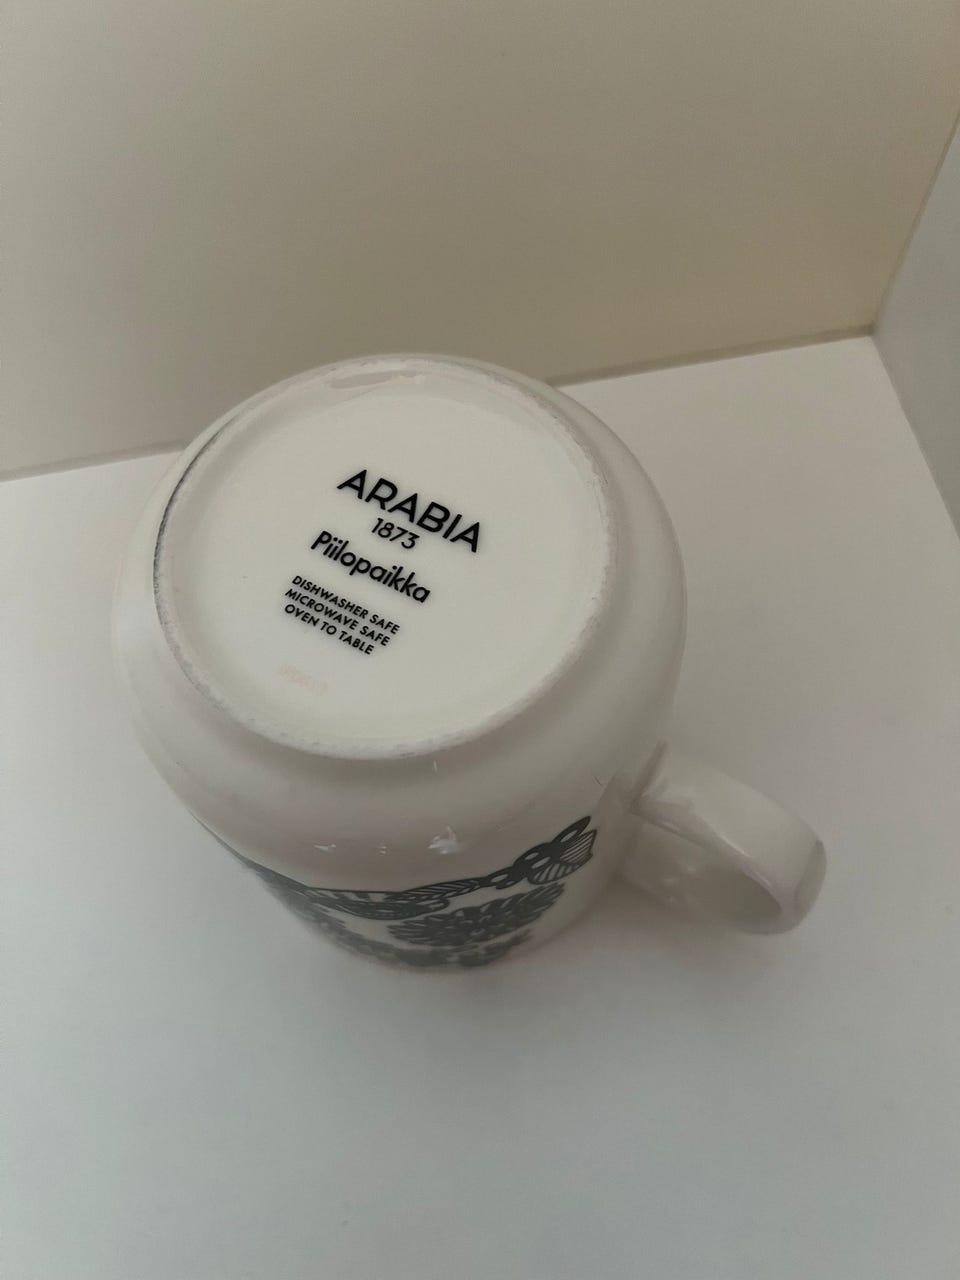 ARABIA
1873
Piilopaikka
DISHWASHER SAFE
MICROWAVE SAFE
OVEN TO TABLE